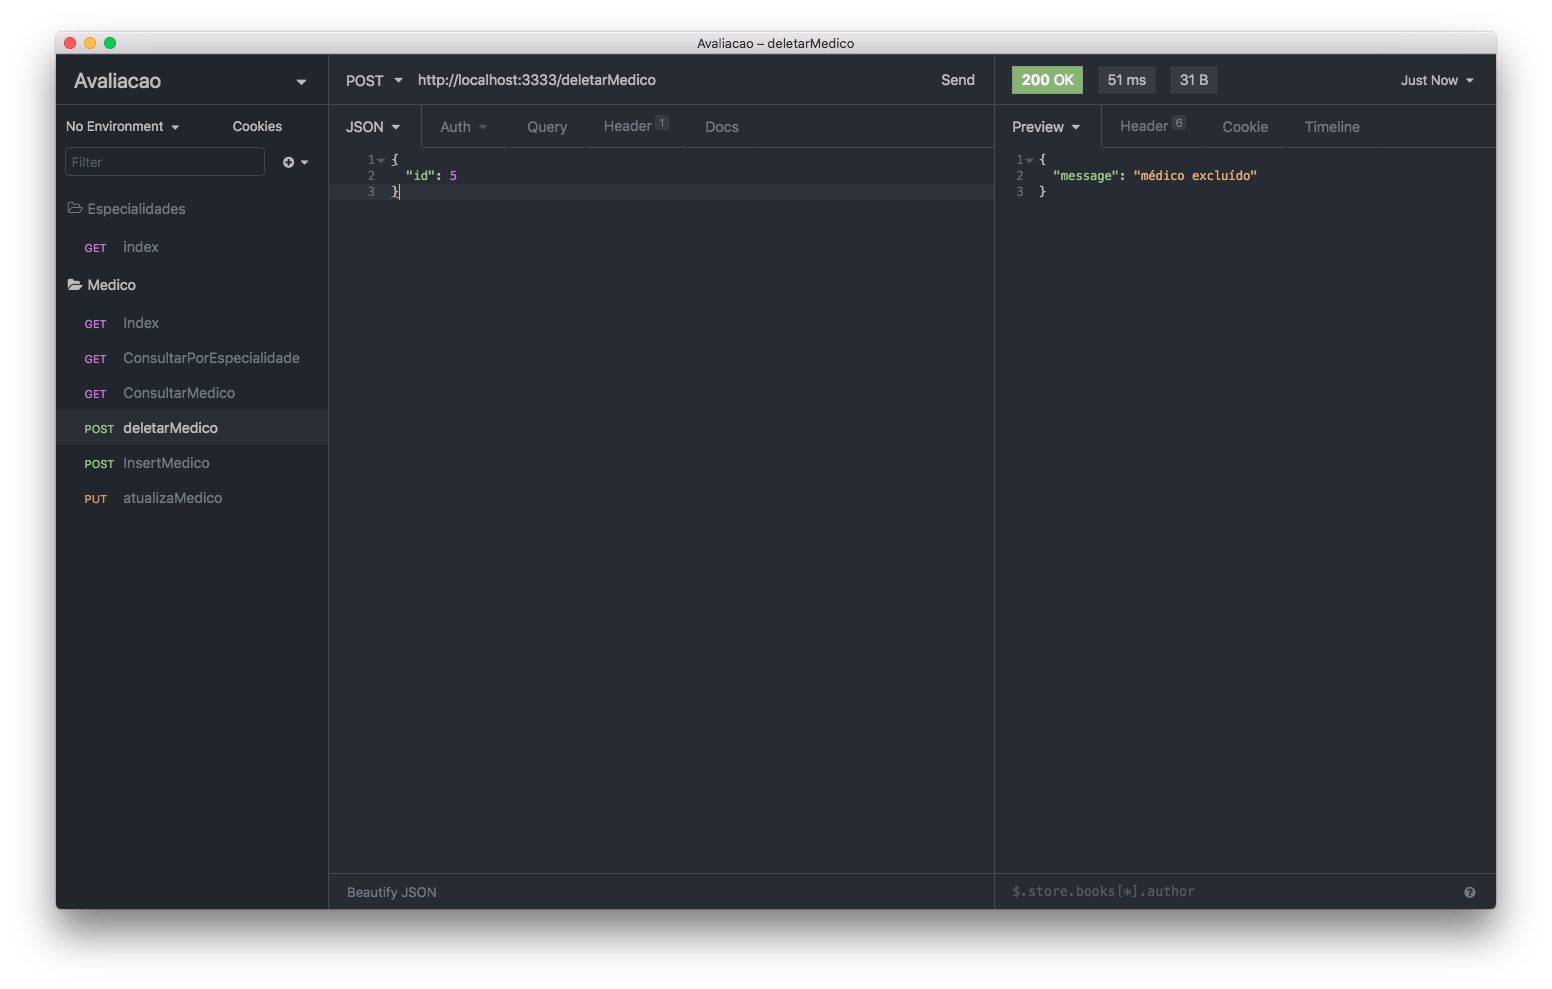 Avaliacao – deletarMedico
Avaliacao
No Environment Cookies
Filter
Especialidades
GET index
Medico
GET Index
GET ConsultarPorEspecialidade
GET ConsultarMedico
POST deletarMedico
POST InsertMedico
PUT atualizaMedico
POST http://localhost:3333/deletarMedico Send
JSON Auth Query Header 1 Docs
1 {
2 "id": 5
3 }
Beautify JSON
200 OK 51 ms 31 B Just Now
Preview Header 6 Cookie Timeline
1 {
2 "message": "médico excluído"
3 }
$.store.books[*].author